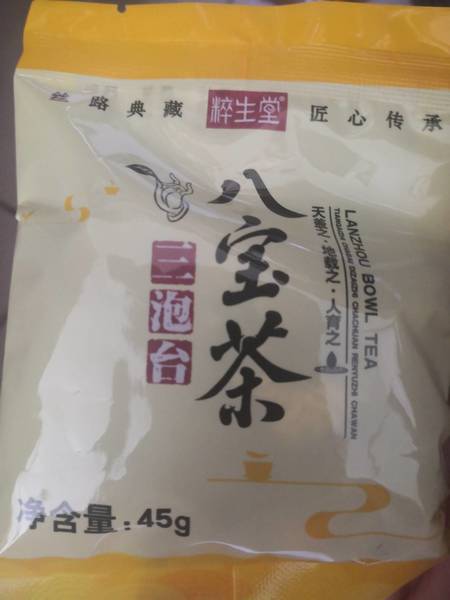 丝路典藏 粹生堂® 匠心传承
八宝茶
三泡台
LANZHOU BOWL TEA
天盖之·地载之·人育之
净含量:45g